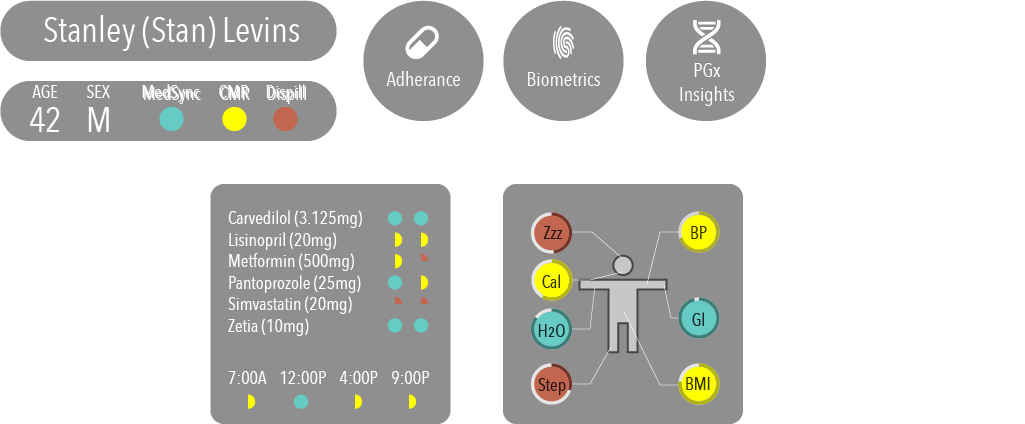 Stanley (Stan) Levins
AGE SEX MedSync CMR Dispill
42 M
Adherance
Biometrics
PGx
Insights
Carvedilol (3.125mg)
Lisinopril (20mg)
Metformin (500mg)
Pantoprozole (25mg)
Simvastatin (20mg)
Zetia (10mg)
7:00A 12:00P 4:00P 9:00P
Zzz
BP
Cal
H2O
GI
Step
BMI